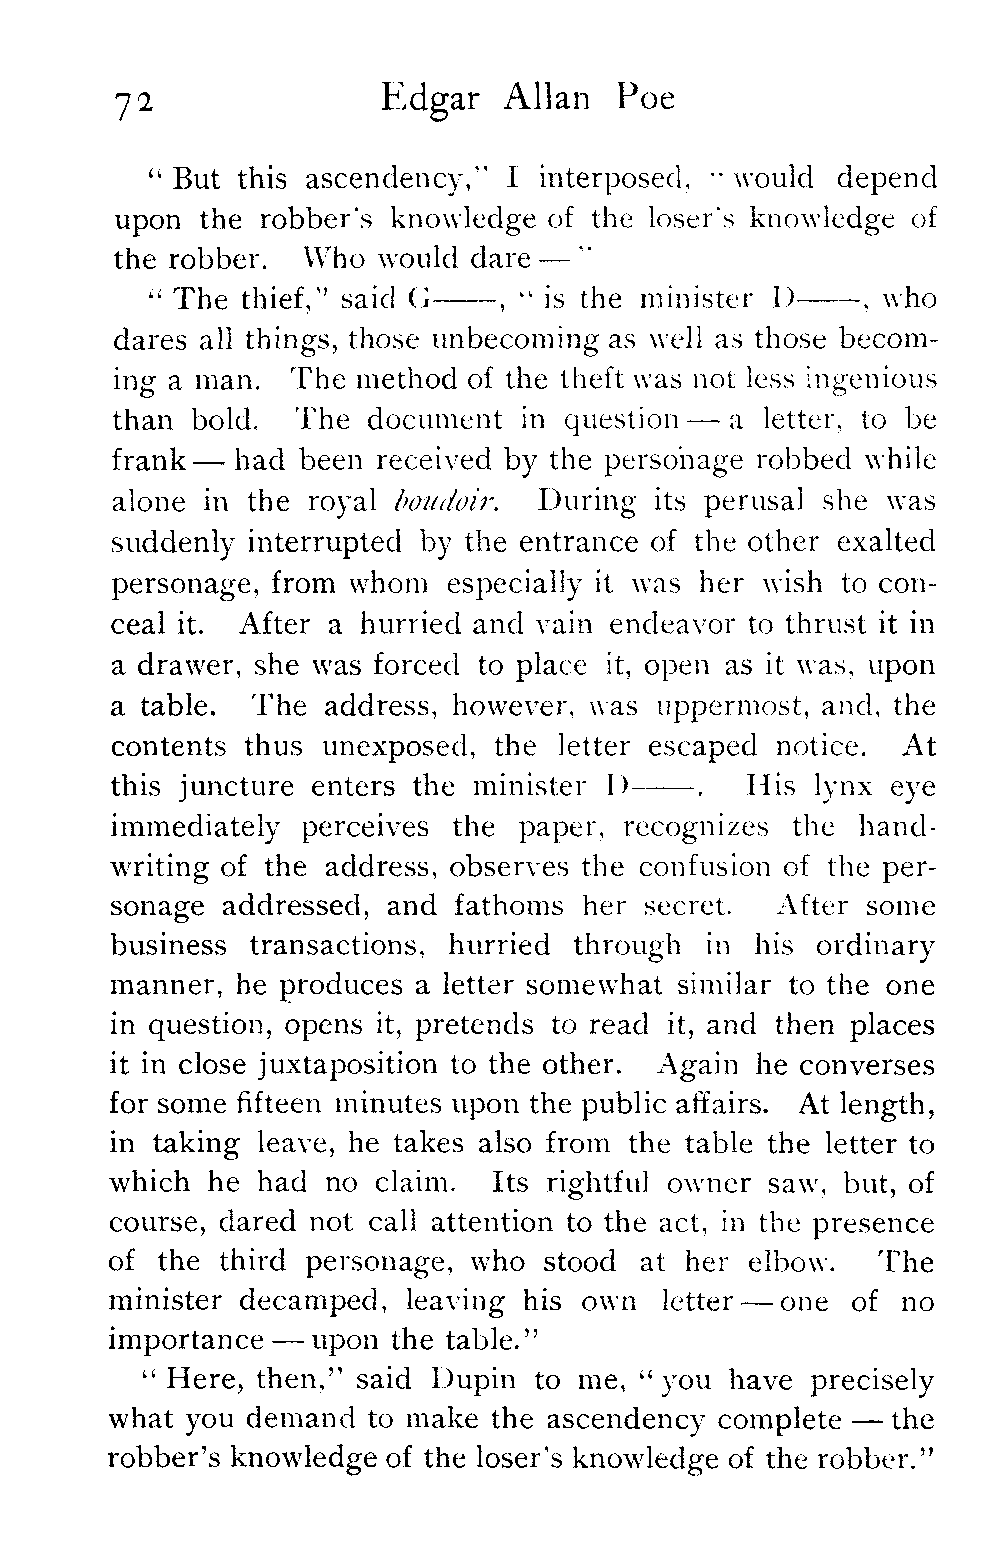 72 Edgar Allan Poe
“ But this ascendency,” I interposed, “ would depend
upon the robber's knowledge of the loser's knowledge of
the robber. Who would dare — ”
“ The thief,” said G——, “ is the minister D——, who
dares all things, those unbecoming as well as those becom-
ing a man. The method of the theft was not less ingenious
than bold. The document in question — a letter, to be
frank — had been received by the personage robbed while
alone in the royal boudoir. During its perusal she was
suddenly interrupted by the entrance of the other exalted
personage, from whom especially it was her wish to con-
ceal it. After a hurried and vain endeavor to thrust it in
a drawer, she was forced to place it, open as it was, upon
a table. The address, however, was uppermost, and, the
contents thus unexposed, the letter escaped notice. At
this juncture enters the minister D——. His lynx eye
immediately perceives the paper, recognizes the hand-
writing of the address, observes the confusion of the per-
sonage addressed, and fathoms her secret. After some
business transactions, hurried through in his ordinary
manner, he produces a letter somewhat similar to the one
in question, opens it, pretends to read it, and then places
it in close juxtaposition to the other. Again he converses
for some fifteen minutes upon the public affairs. At length,
in taking leave, he takes also from the table the letter to
which he had no claim. Its rightful owner saw, but, of
course, dared not call attention to the act, in the presence
of the third personage, who stood at her elbow. The
minister decamped, leaving his own letter — one of no
importance — upon the table.”
“ Here, then,” said Dupin to me, “ you have precisely
what you demand to make the ascendency complete — the
robber's knowledge of the loser's knowledge of the robber.”